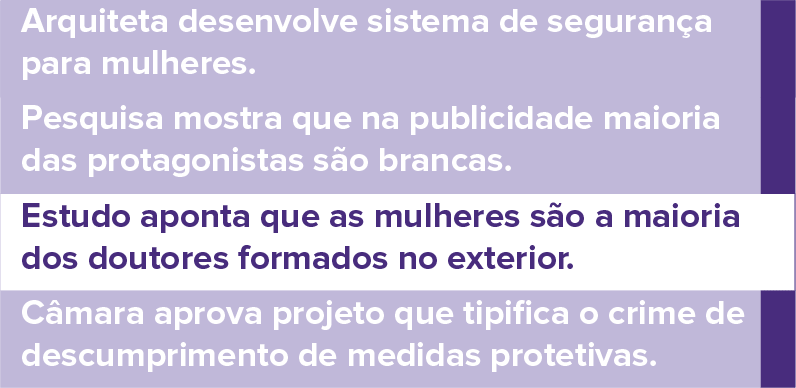 Arquiteta desenvolve sistema de segurança
para mulheres.
Pesquisa mostra que na publicidade maioria
das protagonistas são brancas.
Estudo aponta que as mulheres são a maioria
dos doutores formados no exterior.
Câmara aprova projeto que tipifica o crime de
descumprimento de medidas protetivas.